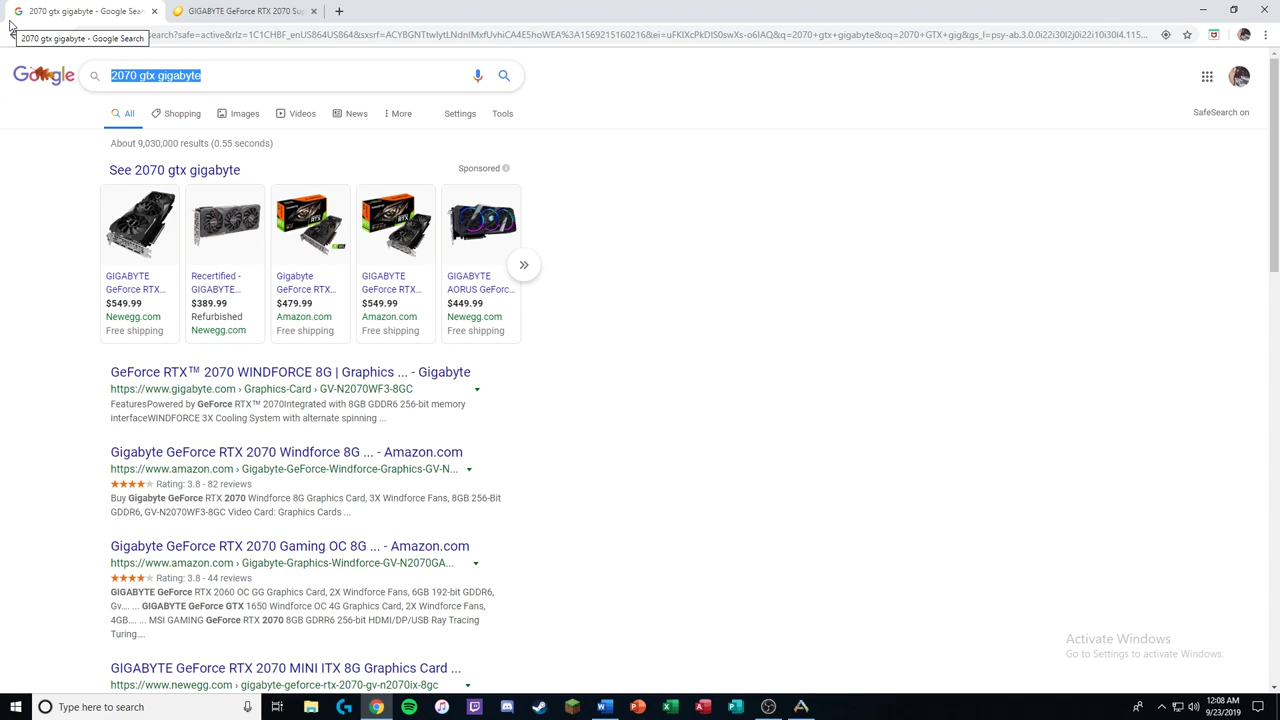 2070 gtx gigabyte - Google Sear
GIGABYTE GeForce RTX 2070 Sup
2070 gtx gigabyte - Google Search
search?safe=active&rlz=1C1CHBF_enUS864US864&sxsrf=
&q=2070+gtx+gigabyte&oq=2070+GTX+gig&gs_l=psy-ab.3.0.0i22i30l2j0i22i10i30l4.115...
Google
2070 gtx gigabyte
All
Shopping
Images
Videos
News
More
Settings
Tools
SafeSearch on
About 9,030,000 results (0.55 seconds)
See 2070 gtx gigabyte
Sponsored
GIGABYTE
GeForce RTX...
$549.99
Newegg.com
Free shipping
Recertified -
GIGABYTE...
$389.99
Refurbished
Newegg.com
Gigabyte
GeForce RTX...
$479.99
Amazon.com
Free shipping
GIGABYTE
GeForce RTX...
$549.99
Amazon.com
Free shipping
GIGABYTE
AORUS GeForc...
$449.99
Newegg.com
Free shipping
GeForce RTX™ 2070 WINDFORCE 8G | Graphics ... - Gigabyte
https://www.gigabyte.com › Graphics-Card › GV-N2070WF3-8GC
FeaturesPowered by GeForce RTX™ 2070Integrated with 8GB GDDR6 256-bit memory
interfaceWINDFORCE 3X Cooling System with alternate spinning ...
Gigabyte GeForce RTX 2070 Windforce 8G ... - Amazon.com
https://www.amazon.com › Gigabyte-GeForce-Windforce-Graphics-GV-N...
Rating: 3.8 - 82 reviews
Buy Gigabyte GeForce RTX 2070 Windforce 8G Graphics Card, 3X Windforce Fans, 8GB 256-Bit
GDDR6, GV-N2070WF3-8GC Video Card: Graphics Cards ...
Gigabyte GeForce RTX 2070 Gaming OC 8G ... - Amazon.com
https://www.amazon.com › Gigabyte-Graphics-Windforce-GV-N2070GA...
Rating: 3.8 - 44 reviews
GIGABYTE GeForce RTX 2060 OC GG Graphics Card, 2X Windforce Fans, 6GB 192-bit GDDR6,
Gv.... ... GIGABYTE GeForce GTX 1650 Windforce OC 4G Graphics Card, 2X Windforce Fans,
4GB.... ... MSI GAMING GeForce RTX 2070 8GB GDRR6 256-bit HDMI/DP/USB Ray Tracing
Turing....
GIGABYTE GeForce RTX 2070 MINI ITX 8G Graphics Card ...
https://www.newegg.com › gigabyte-geforce-rtx-2070-gv-n2070ix-8gc
Activate Windows
Go to Settings to activate Windows.
Type here to search
12:08 AM
9/23/2019